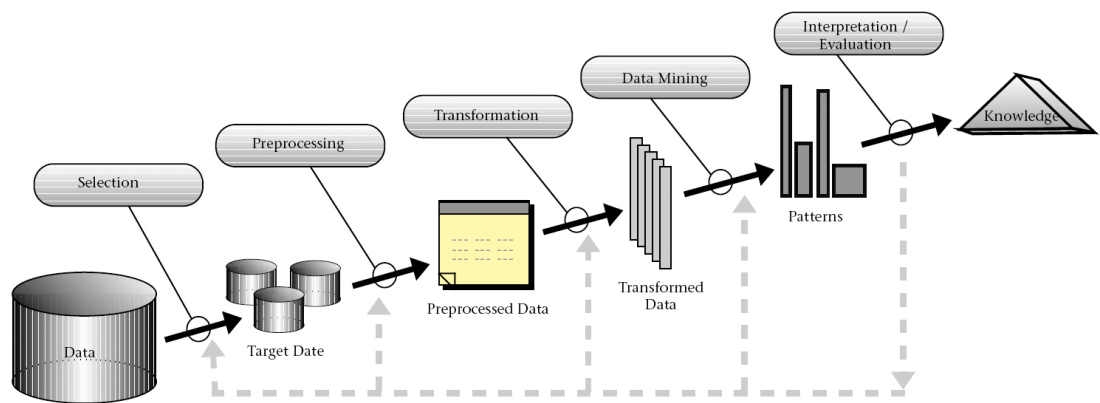 Interpretation /
Evaluation
Data Mining
Transformation
Preprocessing
Selection
Knowledge
Patterns
Transformed
Data
Preprocessed Data
Target Date
Data